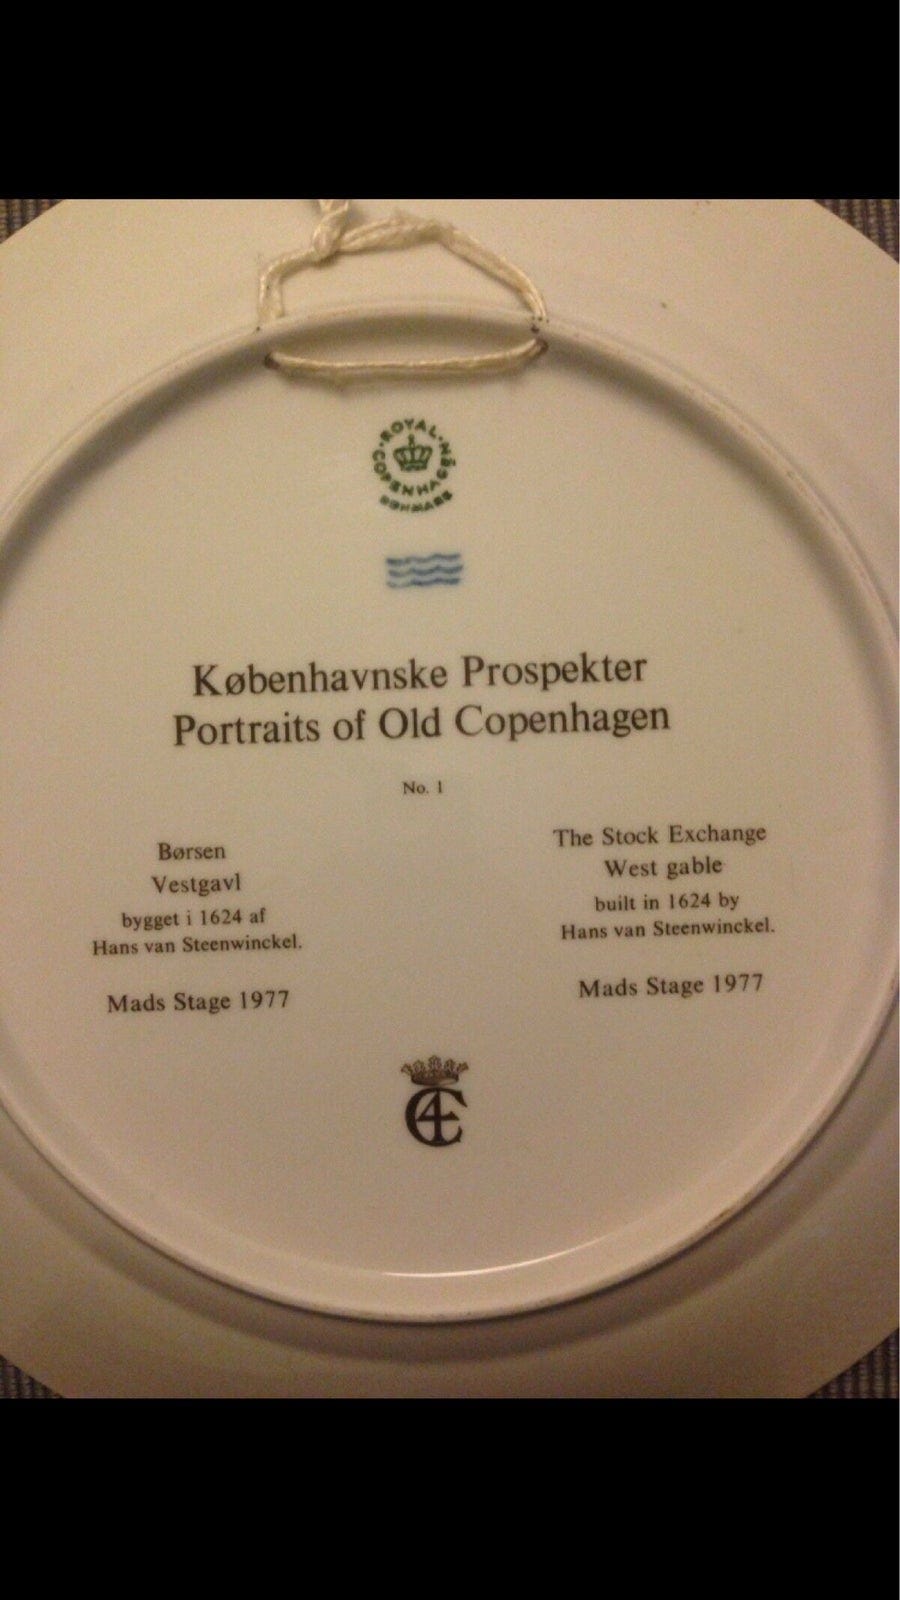 ROYAL
COPENHAGEN
DENMARK
Københavnske Prospekter
Portraits of Old Copenhagen
No. 1
Børsen
Vestgavl
bygget i 1624 af
Hans van Steenwinckel.
Mads Stage 1977
The Stock Exchange
West gable
built in 1624 by
Hans van Steenwinckel.
Mads Stage 1977
C4